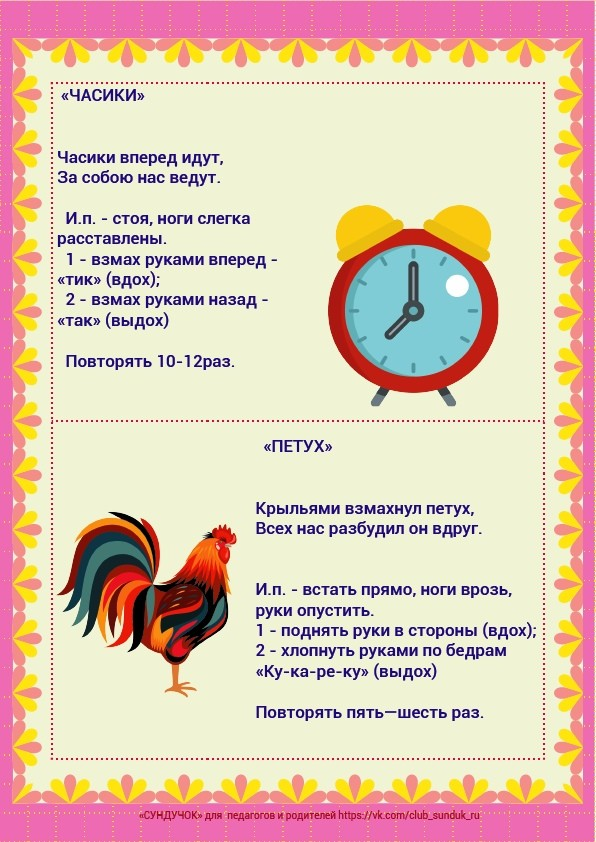 «ЧАСИКИ»
Часики вперед идут,
За собою нас ведут.
И.п. - стоя, ноги слегка
расставлены.
1 - взмах руками вперед -
«тик» (вдох);
2 - взмах руками назад -
«так» (выдох)
Повторять 10-12раз.
«ПЕТУХ»
Крыльями взмахнул петух,
Всех нас разбудил он вдруг.
И.п. - встать прямо, ноги врозь,
руки опустить.
1 - поднять руки в стороны (вдох);
2 - хлопнуть руками по бедрам
«Ку-ка-ре-ку» (выдох)
Повторять пять—шесть раз.
«СУНДУЧОК» для педагогов и родителей https://vk.com/club_sunduk_ru